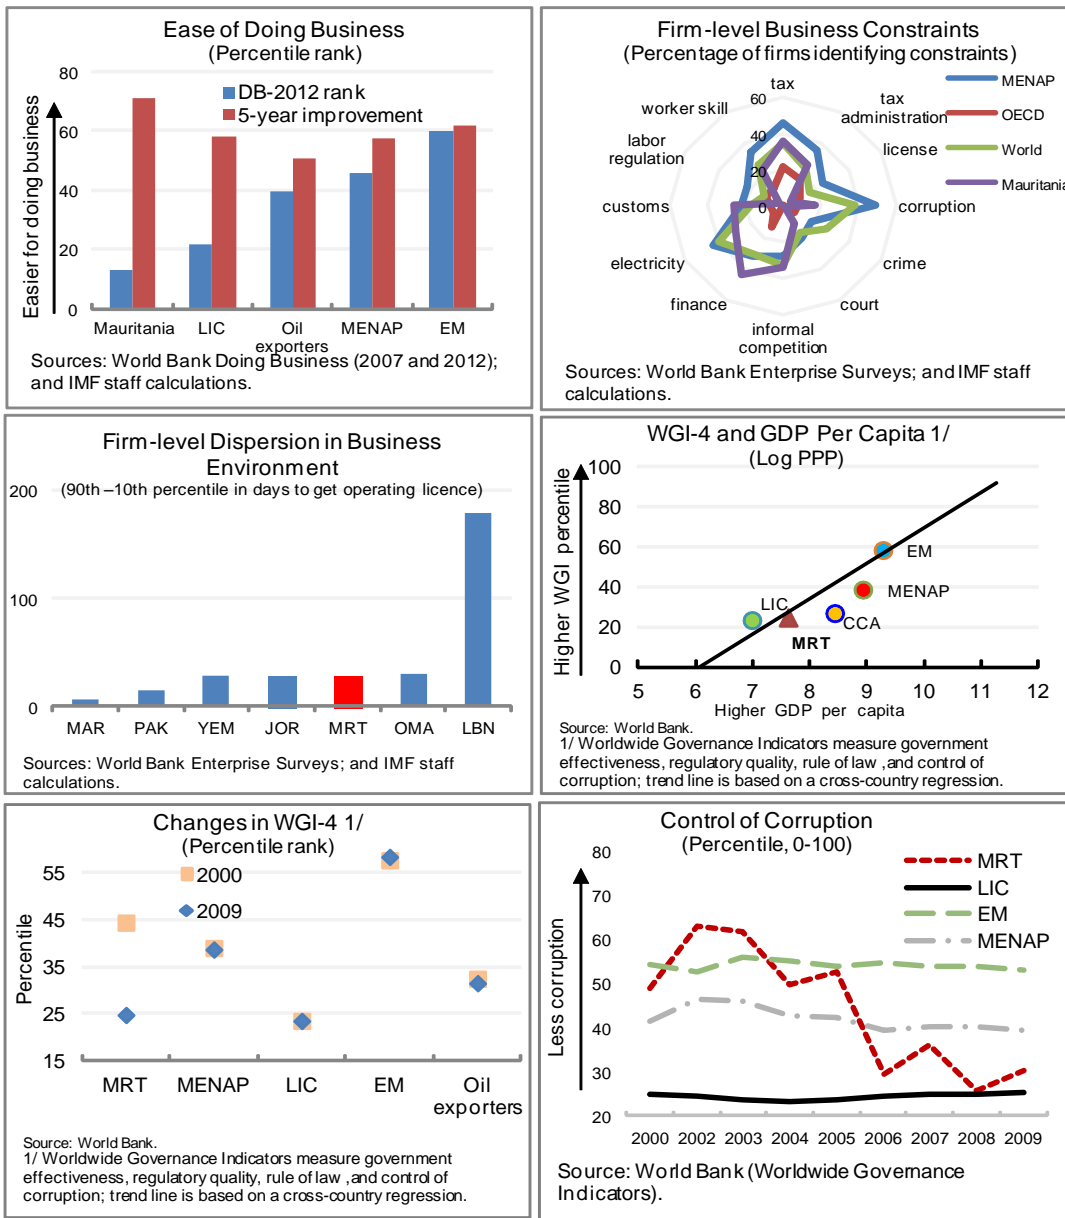 Ease of Doing Business
(Percentile rank)
80
60
40
20
0
Easier for doing business
DB-2012 rank
5-year improvement
Mauritania
LIC
Oil
exporters
MENAP
EM
Sources: World Bank Doing Business (2007 and 2012);
and IMF staff calculations.
Firm-level Business Constraints
(Percentage of firms identifying constraints)
tax
tax
administration
license
corruption
crime
court
informal
competition
finance
electricity
customs
labor
regulation
worker skill
60
40
20
0
MENAP
OECD
World
Mauritania
Sources: World Bank Enterprise Surveys; and IMF staff
calculations.
Firm-level Dispersion in Business
Environment
(90th –10th percentile in days to get operating licence)
200
100
0
MAR
PAK
YEM
JOR
MRT
OMA
LBN
Sources: World Bank Enterprise Surveys; and IMF staff
calculations.
WGI-4 and GDP Per Capita 1/
(Log PPP)
Higher WGI percentile
100
80
60
40
20
0
EM
MENAP
LIC
CCA
MRT
5
6
7
8
9
10
11
12
Higher GDP per capita
Source: World Bank.
1/ Worldwide Governance Indicators measure government
effectiveness, regulatory quality, rule of law ,and control of
corruption; trend line is based on a cross-country regression.
Changes in WGI-4 1/
(Percentile rank)
Percentile
55
45
35
25
15
2000
2009
MRT
MENAP
LIC
EM
Oil
exporters
Source: World Bank.
1/ Worldwide Governance Indicators measure government
effectiveness, regulatory quality, rule of law ,and control of
corruption; trend line is based on a cross-country regression.
Control of Corruption
(Percentile, 0-100)
Less corruption
80
70
60
50
40
30
20
MRT
LIC
EM
MENAP
2000
2002
2003
2004
2005
2006
2007
2008
2009
Source: World Bank (Worldwide Governance
Indicators).